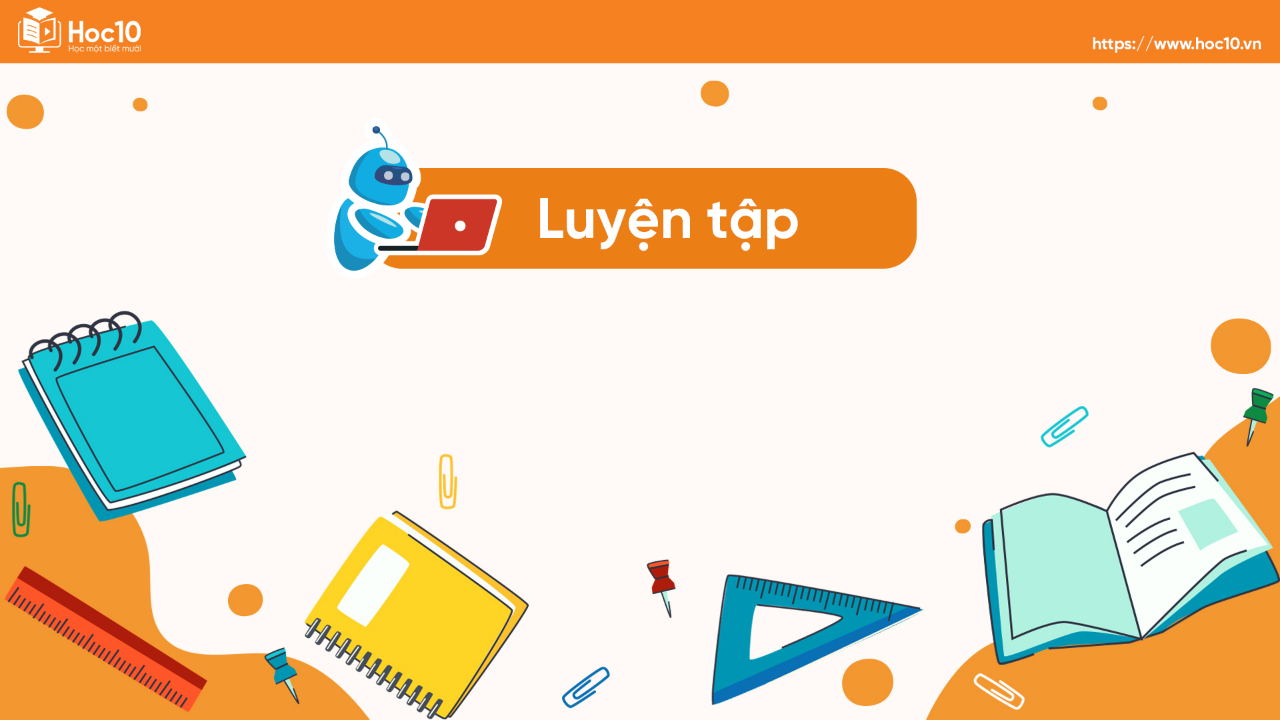 Hoc10
Học một biết mười
https://www.hoc10.vn
Luyện tập